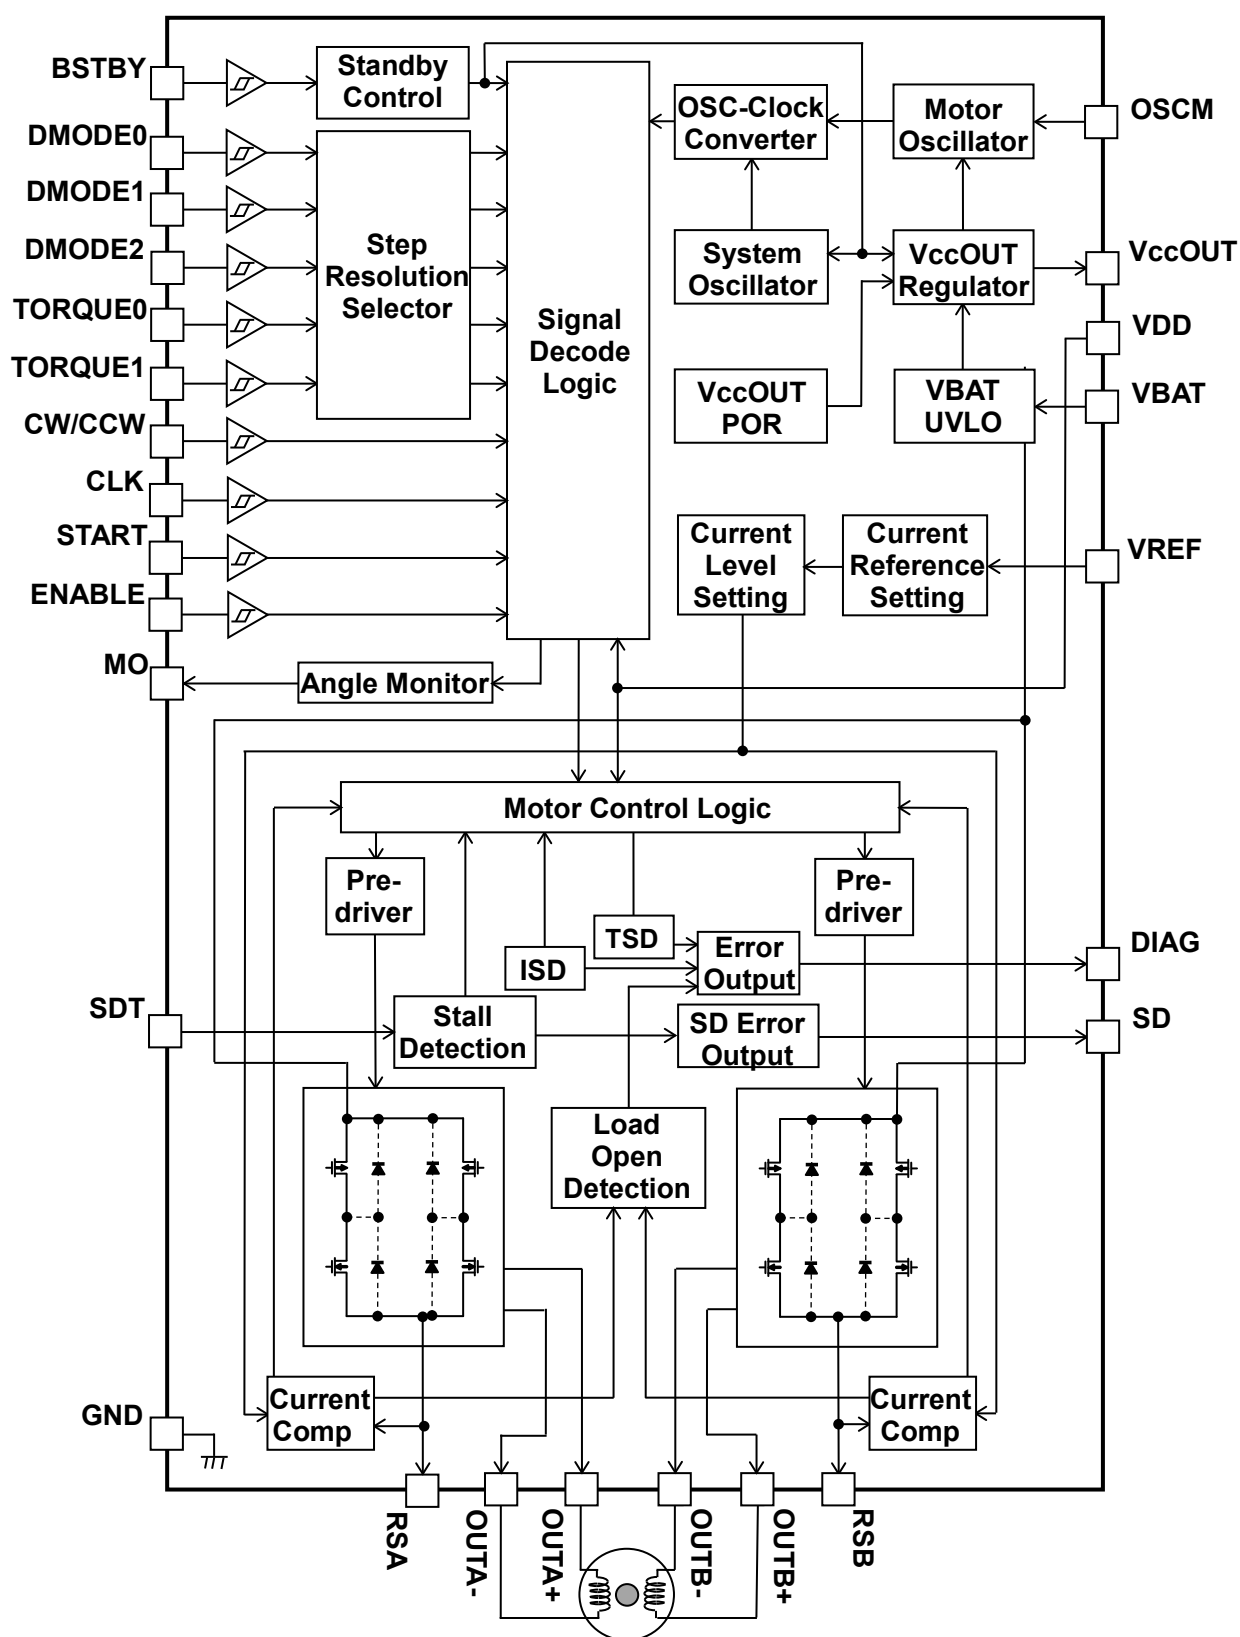 BSTBY
Standby
Control
OSC-Clock
Converter
Motor
Oscillator
OSCM
DMODE0
DMODE1
DMODE2
TORQUE0
TORQUE1
Step
Resolution
Selector
Signal
Decode
Logic
System
Oscillator
VccOUT
Regulator
VccOUT
VDD
VccOUT
POR
VBAT
UVLO
VBAT
CW/CCW
CLK
START
ENABLE
Current
Level
Setting
Current
Reference
Setting
VREF
MO
Angle Monitor
Motor Control Logic
Pre-
driver
Pre-
driver
TSD
ISD
Error
Output
DIAG
SDT
Stall
Detection
SD Error
Output
SD
Load
Open
Detection
GND
Current
Comp
Current
Comp
RSA
OUTA-
OUTA+
OUTB-
OUTB+
RSB